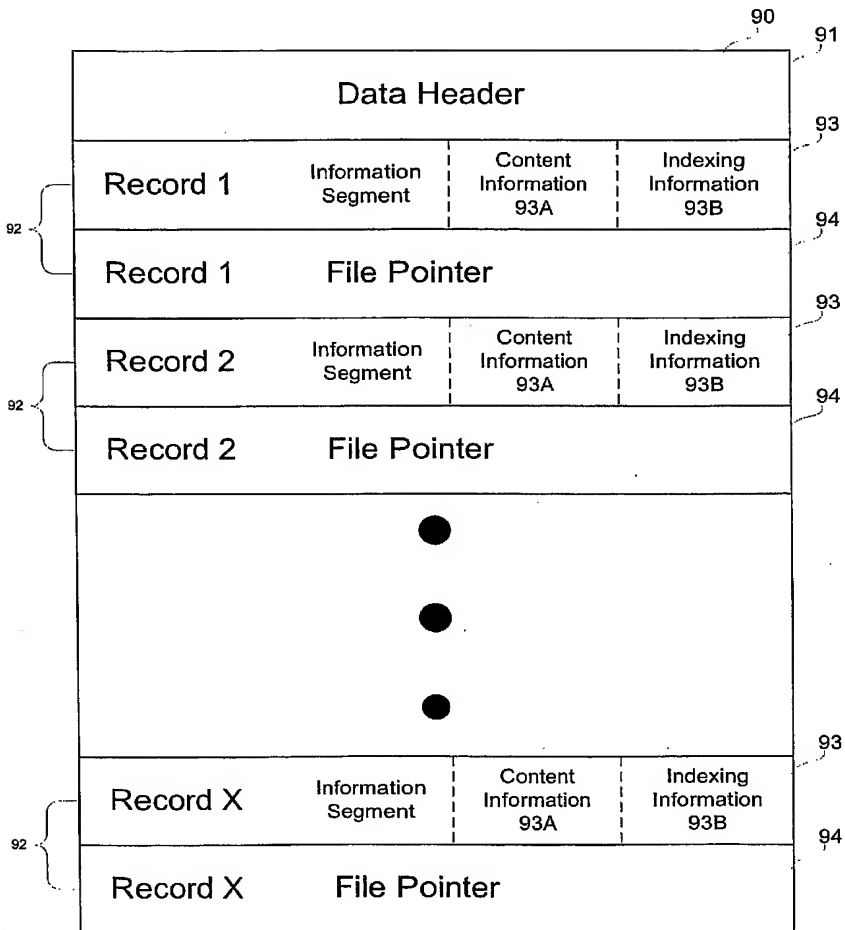 90
91
Data Header
93
Record 1 Information Segment Content Information 93A Indexing Information 93B
92
94
Record 1 File Pointer
93
Record 2 Information Segment Content Information 93A Indexing Information 93B
92
94
Record 2 File Pointer
93
Record X Information Segment Content Information 93A Indexing Information 93B
92
94
Record X File Pointer